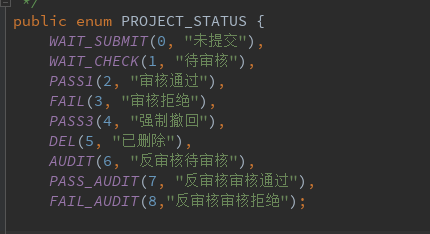 */
public enum PROJECT_STATUS {
WAIT_SUBMIT(0, "未提交"),
WAIT_CHECK(1, "待审核"),
PASS1(2, "审核通过"),
FAIL(3, "审核拒绝"),
PASS3(4, "强制撤回"),
DEL(5, "已删除"),
AUDIT(6, "反审核待审核"),
PASS_AUDIT(7, "反审核审核通过"),
FAIL_AUDIT(8,"反审核审核拒绝");